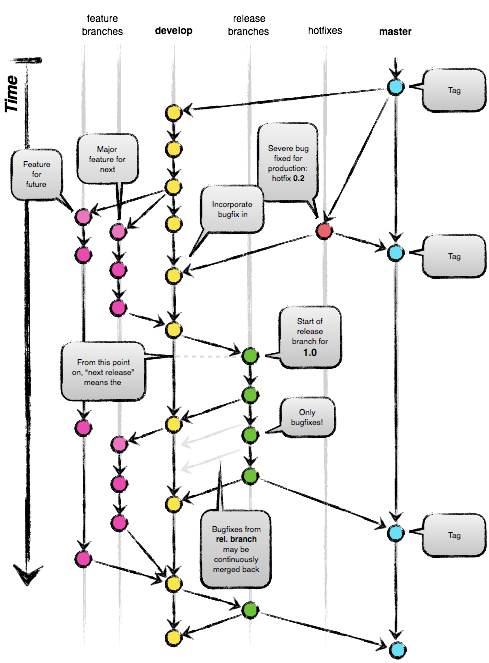 feature
branches
develop
release
branches
hotfixes
master
Time
Tag
Severe bug
fixed for
production:
hotfix 0.2
Major
feature for
next
Feature
for
future
Incorporate
bugfix in
Tag
Start of
release
branch for
1.0
From this point
on, “next release”
means the
Only
bugfixes!
Bugfixes from
rel. branch
may be
continuously
merged back
Tag